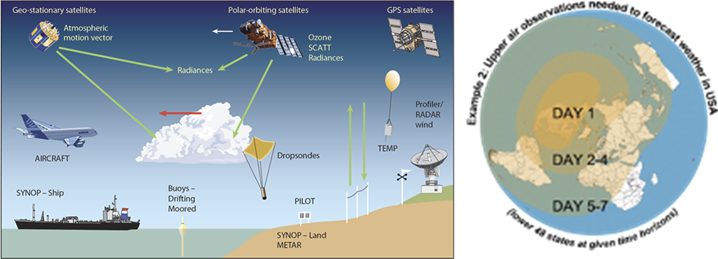 Geo-stationary satellites
Polar-orbiting satellites
GPS satellites
Atmospheric
motion vector
Ozone
SCATT
Radiances
Radiances
Profiler/
RADAR
wind
TEMP
AIRCRAFT
Dropsondes
SYNOP – Ship
Buoys –
Drifting
Moored
PILOT
SYNOP – Land
METAR
Example 2: Upper air observations needed to forecast weather in USA
DAY 1
DAY 2-4
DAY 5-7
(lower 48 states at given time horizons)